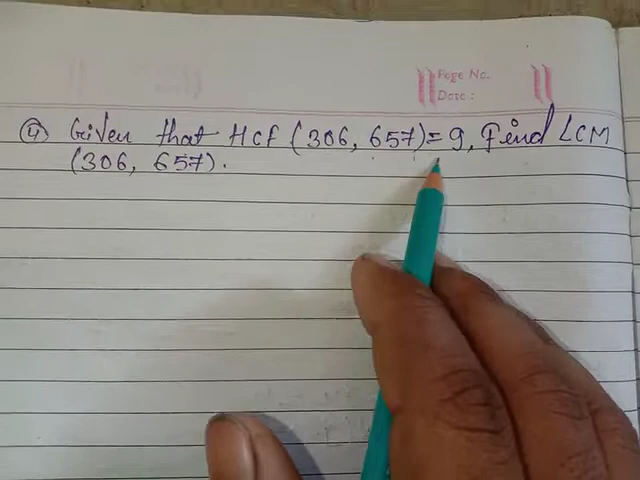 Page No.
Date :
④ Given that HCF (306, 657) = 9, Find LCM
(306, 657).